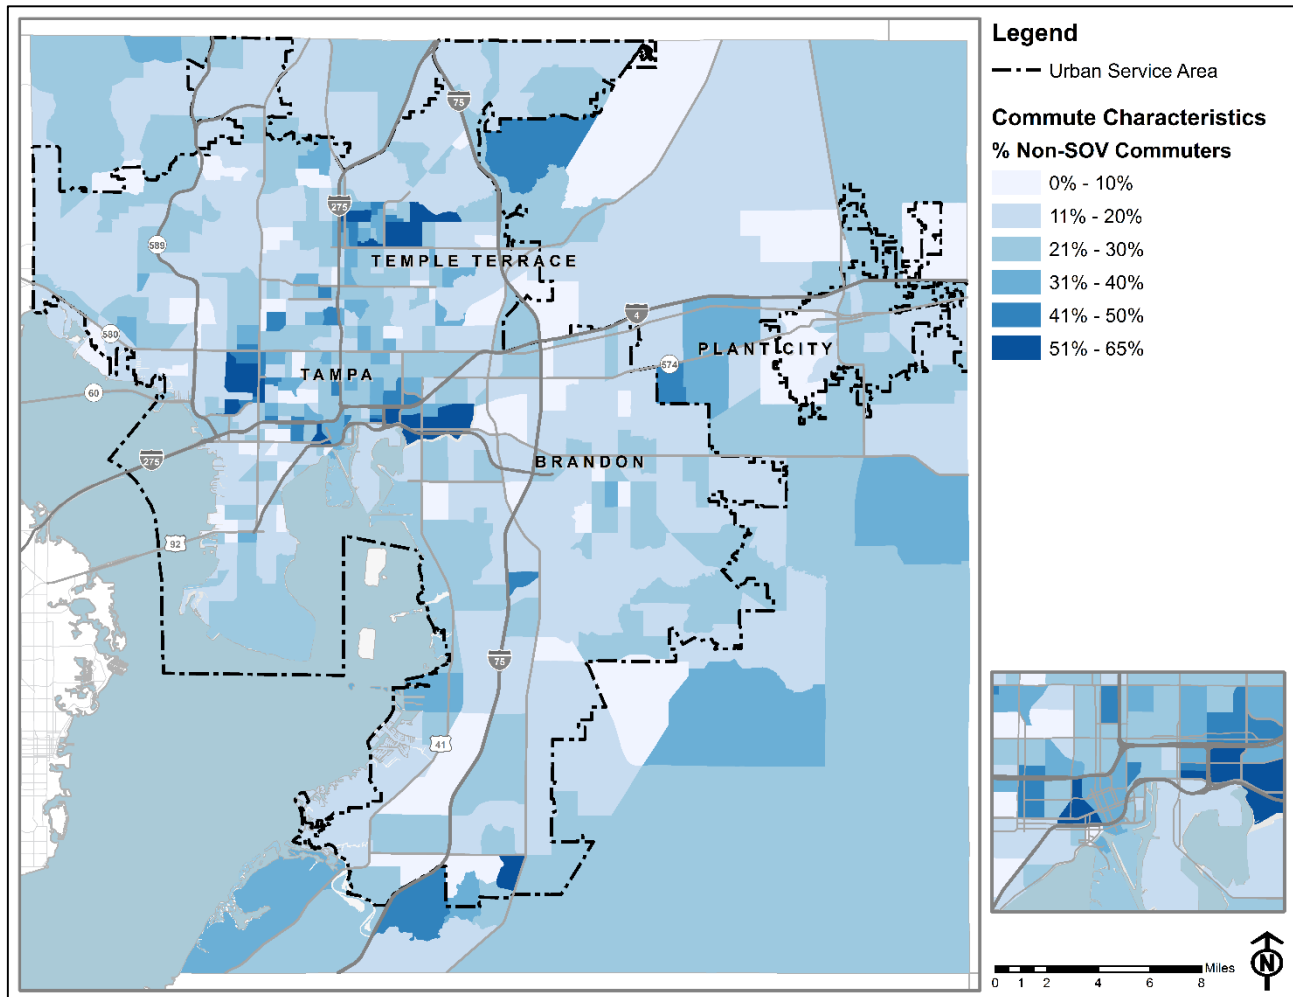 Legend
Urban Service Area
Commute Characteristics
% Non-SOV Commuters
0% - 10%
11% - 20%
21% - 30%
31% - 40%
41% - 50%
51% - 65%
75
275
589
TEMPLE TERRACE
4
580
PLANT CITY
574
TAMPA
60
275
BRANDON
92
75
41
Miles
0 1 2 4 6 8
N